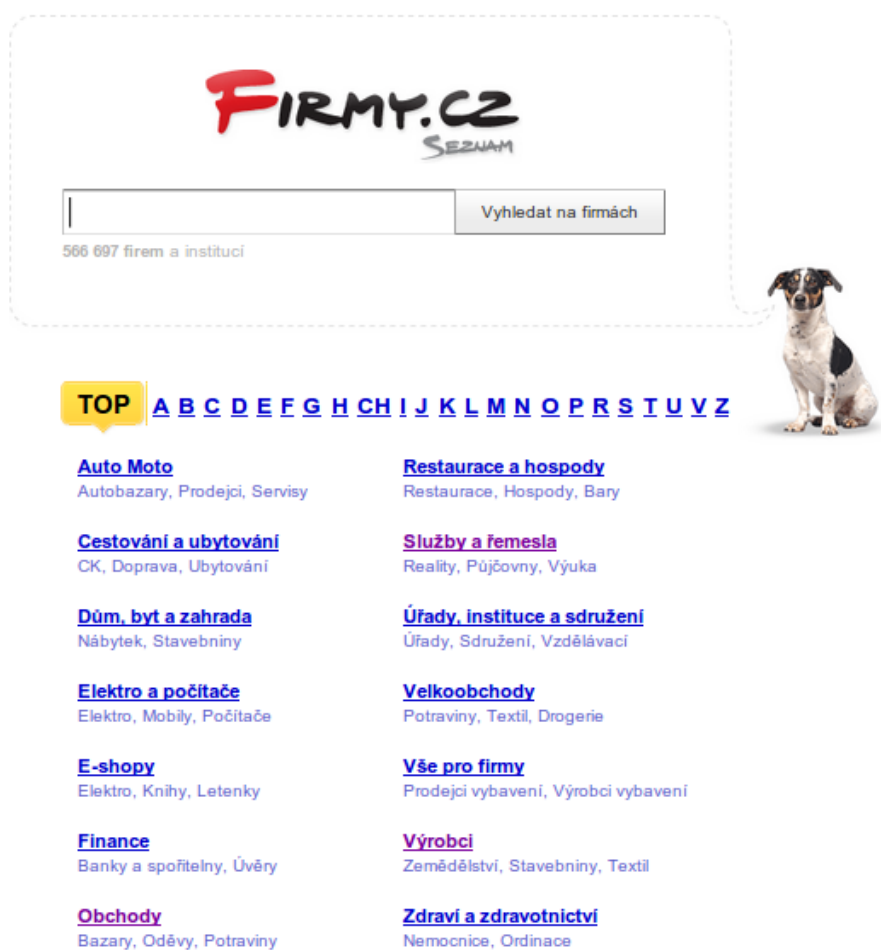 FIRMY.CZ
SEZNAM
Vyhledat na firmách
566 697 firem a institucí
TOP A B C D E F G H CH I J K L M N O P R S T U V Z
Auto Moto
Autobazary, Prodejci, Servisy
Cestování a ubytování
CK, Doprava, Ubytování
Dům, byt a zahrada
Nábytek, Stavebniny
Elektro a počítače
Elektro, Mobily, Počítače
E-shopy
Elektro, Knihy, Letenky
Finance
Banky a spořitelny, Úvěry
Obchody
Bazary, Oděvy, Potraviny
Restaurace a hospody
Restaurace, Hospody, Bary
Služby a řemesla
Reality, Půjčovny, Výuka
Úřady, instituce a sdružení
Úřady, Sdružení, Vzdělávací
Velkoobchody
Potraviny, Textil, Drogerie
Vše pro firmy
Prodejci vybavení, Výrobci vybavení
Výrobci
Zemědělství, Stavebniny, Textil
Zdraví a zdravotnictví
Nemocnice, Ordinace